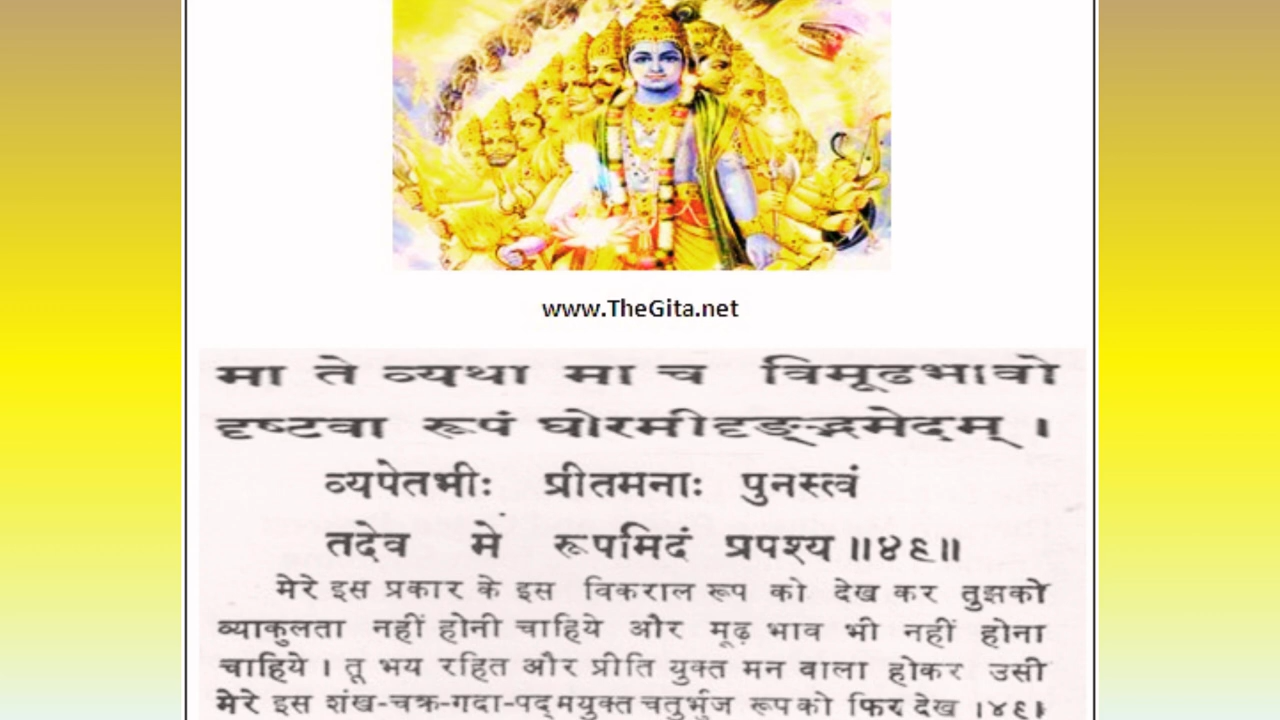 www.TheGita.net
मा ते व्यथा मा च विमूढभावो
दृष्टवा रूपं घोरमीदृङ्द्गमेदम् ।
व्यपेतभीः प्रीतमनाः पुनस्त्वं
तदेव मे रूपमिदं प्रपश्य ॥४९॥
मेरे इस प्रकार के इस विकराल रूप को देख कर तुझको
व्याकुलता नहीं होनी चाहिये और मूढ़ भाव भी नहीं होना
चाहिये । तू भय रहित और प्रीति युक्त मन वाला होकर उसी
मेरे इस शंख-चक्र-गदा-पद्मयुक्त चतुर्भुज रूपको फिर देख ।४९।